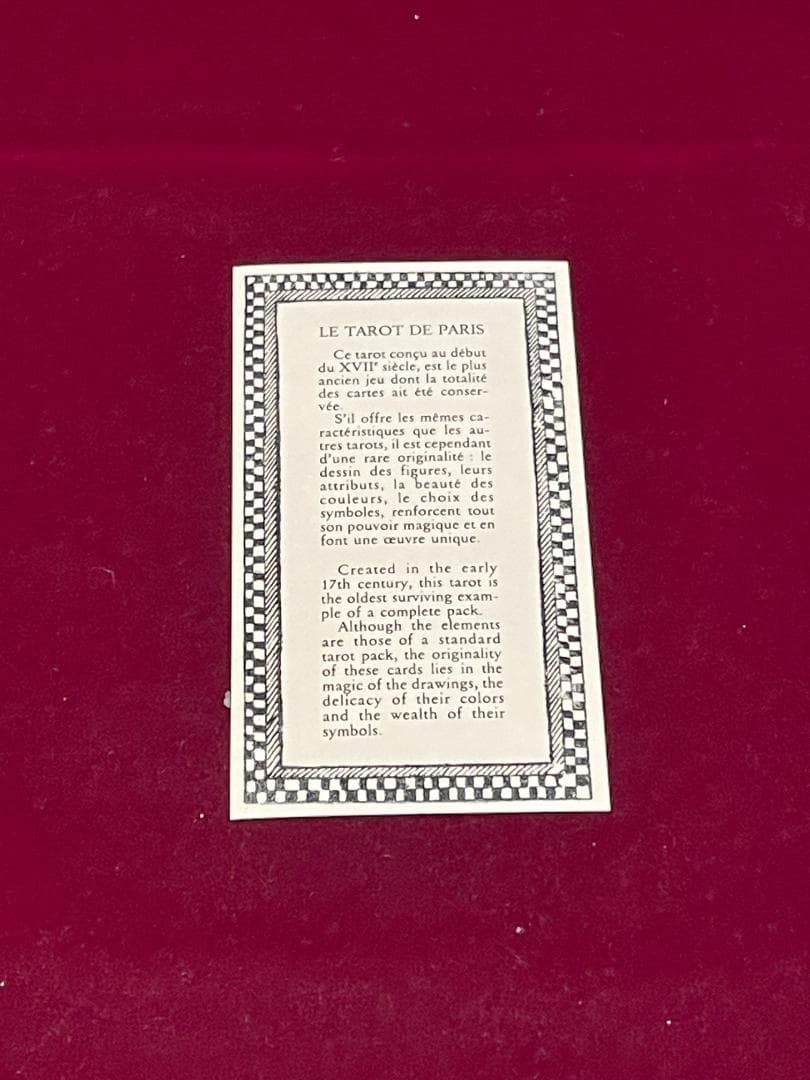 LE TAROT DE PARIS
Ce tarot conçu au début
du XVIIᵉ siècle, est le plus
ancien jeu dont la totalité
des cartes ait été conser-
vée.
S'il offre les mêmes ca-
ractéristiques que les au-
tres tarots, il est cependant
d'une rare originalité : le
dessin des figures, leurs
attributs, la beauté des
couleurs, le choix des
symboles, renforcent tout
son pouvoir magique et en
font une œuvre unique.
Created in the early
17th century, this tarot is
the oldest surviving exam-
ple of a complete pack.
Although the elements
are those of a standard
tarot pack, the originality
of these cards lies in the
magic of the drawings, the
delicacy of their colors
and the wealth of their
symbols.